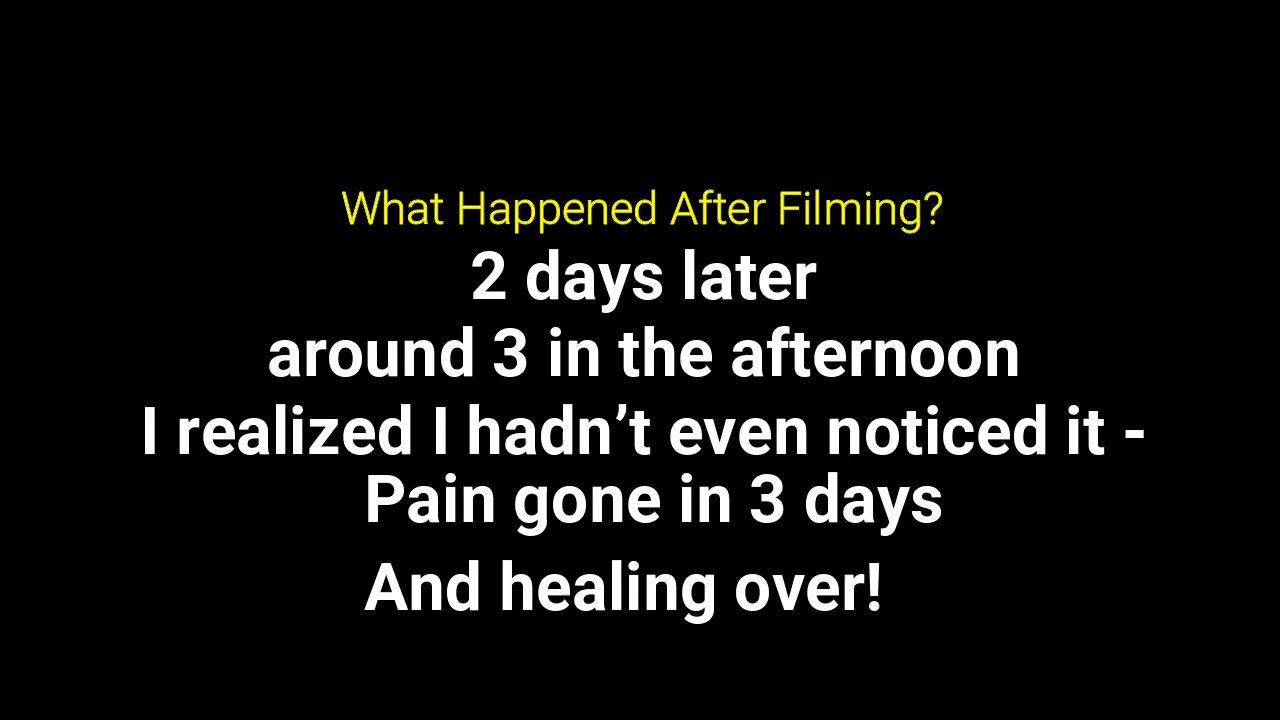 What Happened After Filming?
2 days later
around 3 in the afternoon
I realized I hadn’t even noticed it -
Pain gone in 3 days
And healing over!